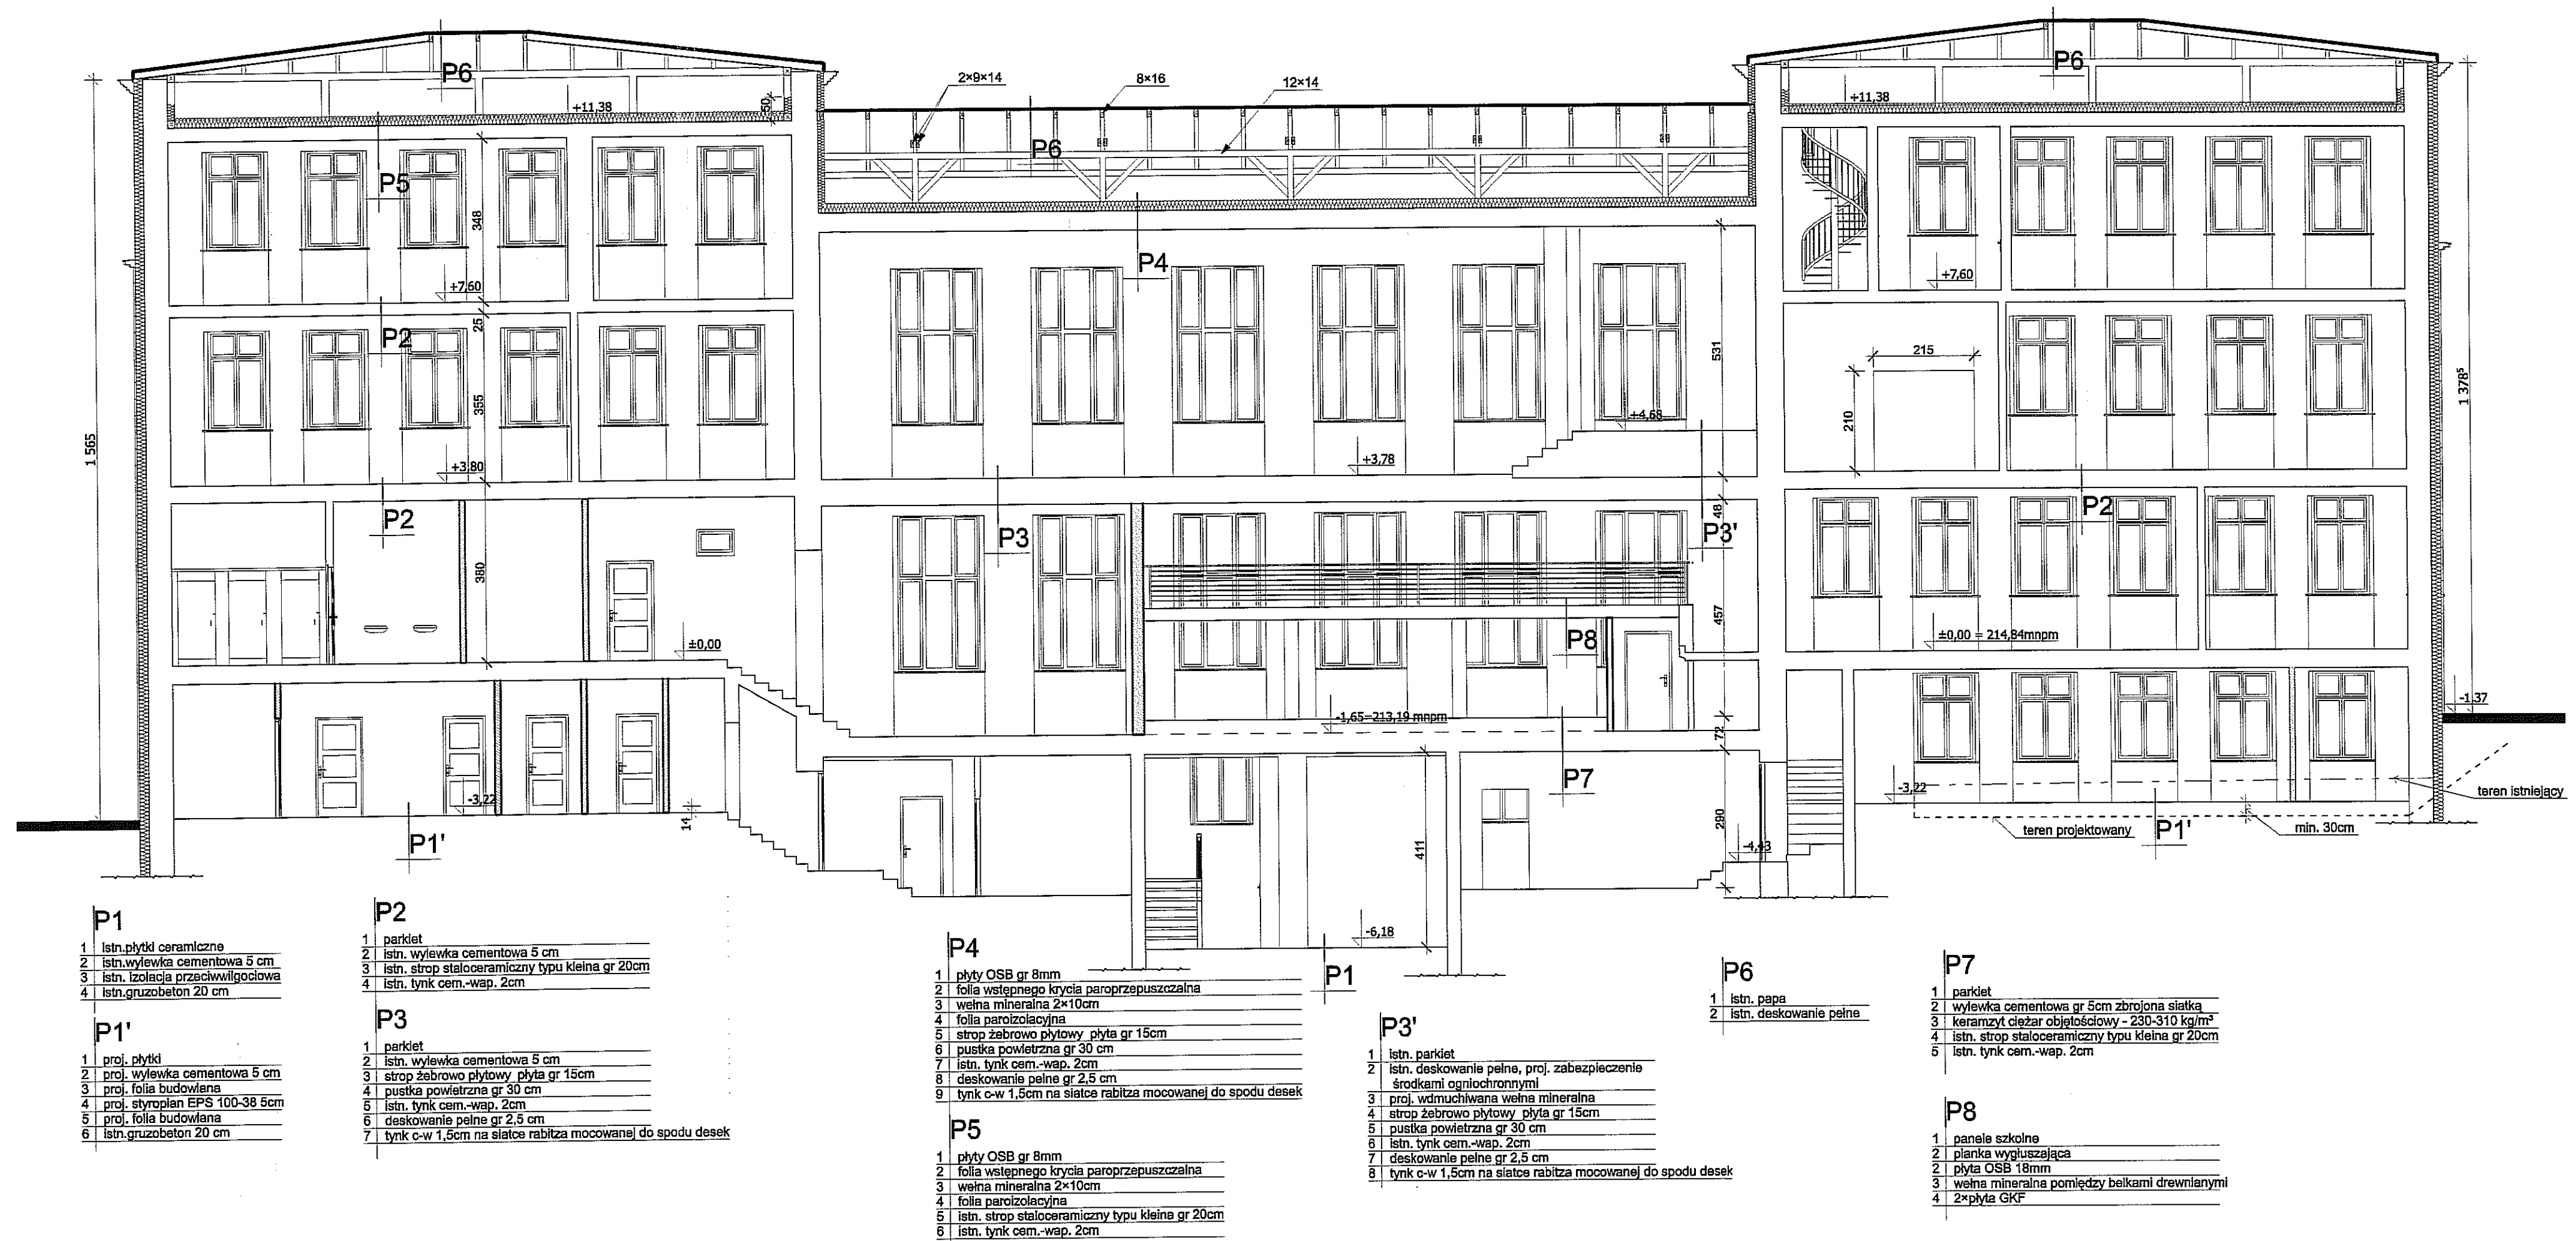 P6
P6
2×9×14
8×16
12×14
+11,38
50
+11,38
P6
P5
348
P4
+7,60
+7,60
25
P2
355
531
215
210
1 565
1 378⁵
+4,68
+3,80
+3,78
P2
P3
48
P3'
P2
380
457
P8
±0,00
±0,00 = 214,84mnpm
-1,65=213,19 mnpm
-1,37
72
P7
-3,22
-3,22
teren istniejący
14
290
P1'
411
-4,43
teren projektowany
P1'
min. 30cm
-6,18
P1
P1
1 istn.płytki ceramiczne
2 istn.wylewka cementowa 5 cm
3 istn. izolacja przeciwwilgociowa
4 istn.gruzobeton 20 cm
P1'
1 proj. płytki
2 proj. wylewka cementowa 5 cm
3 proj. folia budowlana
4 proj. styropian EPS 100-38 5cm
5 proj. folia budowlana
6 istn.gruzobeton 20 cm
P2
1 parkiet
2 istn. wylewka cementowa 5 cm
3 istn. strop staloceramiczny typu kleina gr 20cm
4 istn. tynk cem.-wap. 2cm
P3
1 parkiet
2 istn. wylewka cementowa 5 cm
3 strop żebrowo płytowy płyta gr 15cm
4 pustka powietrzna gr 30 cm
5 istn. tynk cem.-wap. 2cm
6 deskowanie pełne gr 2,5 cm
7 tynk c-w 1,5cm na siatce rabitza mocowanej do spodu desek
P4
1 płyty OSB gr 8mm
2 folia wstępnego krycia paroprzepuszczalna
3 wełna mineralna 2×10cm
4 folia paroizolacyjna
5 strop żebrowo płytowy płyta gr 15cm
6 pustka powietrzna gr 30 cm
7 istn. tynk cem.-wap. 2cm
8 deskowanie pełne gr 2,5 cm
9 tynk c-w 1,5cm na siatce rabitza mocowanej do spodu desek
P5
1 płyty OSB gr 8mm
2 folia wstępnego krycia paroprzepuszczalna
3 wełna mineralna 2×10cm
4 folia paroizolacyjna
5 istn. strop staloceramiczny typu kleina gr 20cm
6 istn. tynk cem.-wap. 2cm
P3'
1 istn. parkiet
2 istn. deskowanie pełne, proj. zabezpieczenie
środkami ogniochronnymi
3 proj. wdmuchiwana wełna mineralna
4 strop żebrowo płytowy płyta gr 15cm
5 pustka powietrzna gr 30 cm
6 istn. tynk cem.-wap. 2cm
7 deskowanie pełne gr 2,5 cm
8 tynk c-w 1,5cm na siatce rabitza mocowanej do spodu desek
P6
1 istn. papa
2 istn. deskowanie pełne
P7
1 parkiet
2 wylewka cementowa gr 5cm zbrojona siatką
3 keramzyt ciężar objętościowy - 230-310 kg/m³
4 istn. strop staloceramiczny typu kleina gr 20cm
5 istn. tynk cem.-wap. 2cm
P8
1 panele szkolne
2 pianka wygłuszająca
2 płyta OSB 18mm
3 wełna mineralna pomiędzy belkami drewnianymi
4 2×płyta GKF